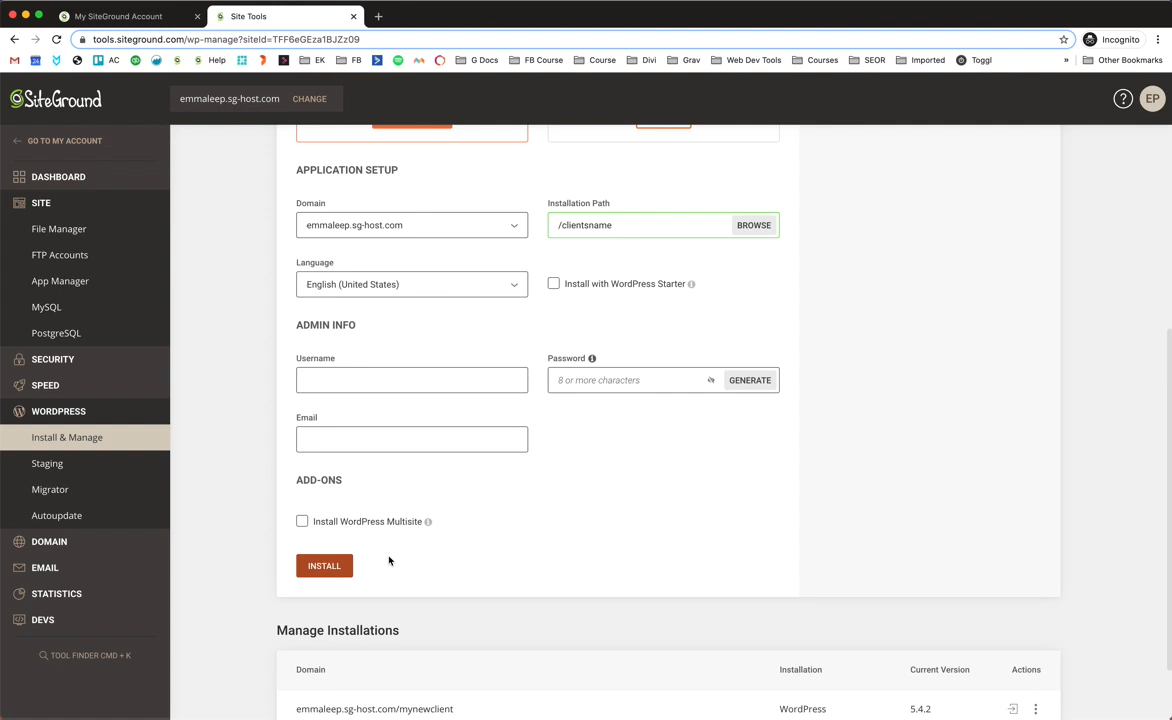 My SiteGround Account
Site Tools
tools.siteground.com/wp-manage?siteId=TFF6eGEza1BJZz09
Incognito
AC
Help
EK
FB
G Docs
FB Course
Course
Divi
Grav
Web Dev Tools
Courses
SEOR
Imported
Toggl
»
Other Bookmarks
SiteGround
emmaleep.sg-host.com
CHANGE
EP
GO TO MY ACCOUNT
DASHBOARD
SITE
File Manager
FTP Accounts
App Manager
MySQL
PostgreSQL
SECURITY
SPEED
WORDPRESS
Install & Manage
Staging
Migrator
Autoupdate
DOMAIN
EMAIL
STATISTICS
DEVS
TOOL FINDER CMD + K
APPLICATION SETUP
Domain
Installation Path
emmaleep.sg-host.com
/clientsname
BROWSE
Language
English (United States)
Install with WordPress Starter
ADMIN INFO
Username
Password
8 or more characters
GENERATE
Email
ADD-ONS
Install WordPress Multisite
INSTALL
Manage Installations
Domain
Installation
Current Version
Actions
emmaleep.sg-host.com/mynewclient
WordPress
5.4.2